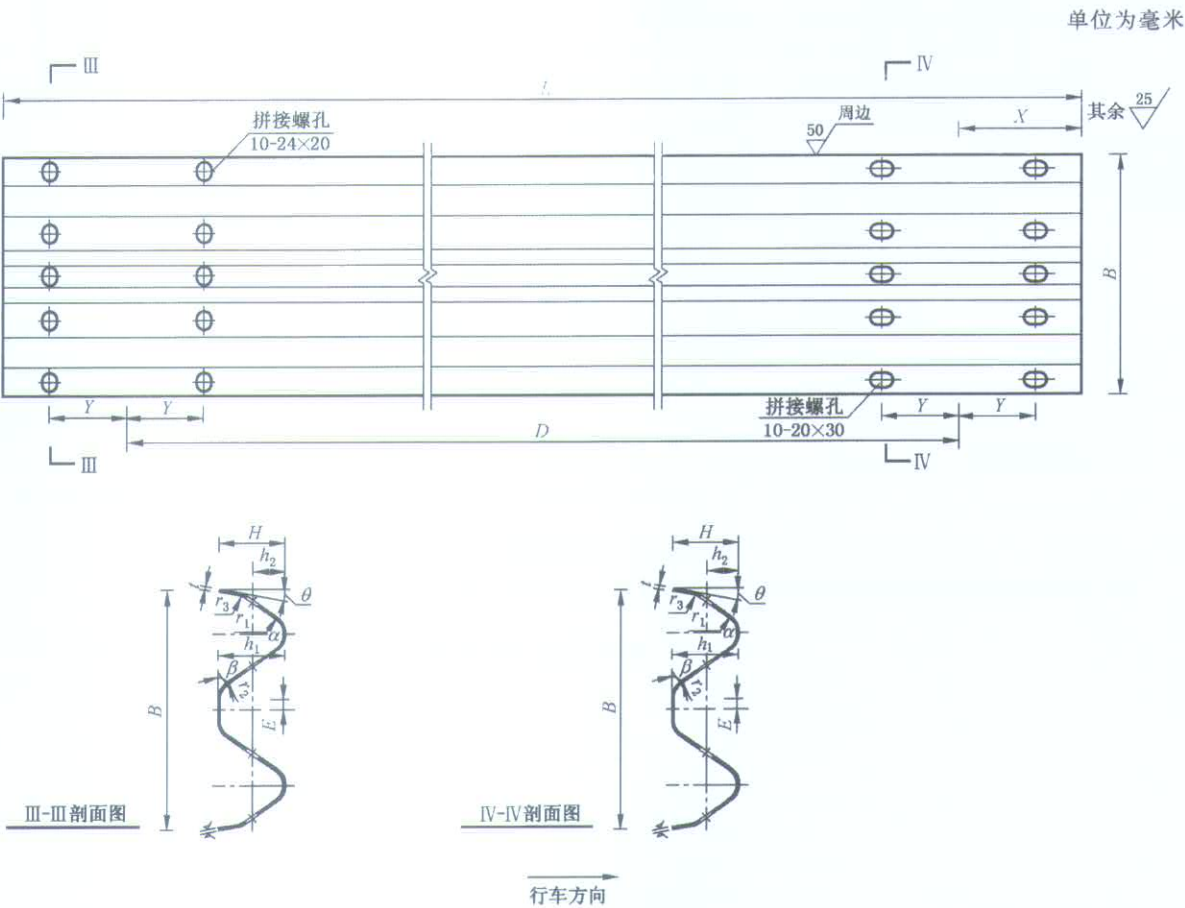 单位为毫米
Ⅲ
Ⅳ
L
其余 25
X
拼接螺孔
10-24×20
50
周边
B
Y
Y
拼接螺孔
10-20×30
Y
Y
D
Ⅲ
Ⅳ
H
h₂
t
θ
r₃
r₁
α
h₁
β
r₂
B
E
Ⅲ-Ⅲ剖面图
H
h₂
t
θ
r₃
r₁
α
h₁
β
r₂
B
E
Ⅳ-Ⅳ剖面图
行车方向